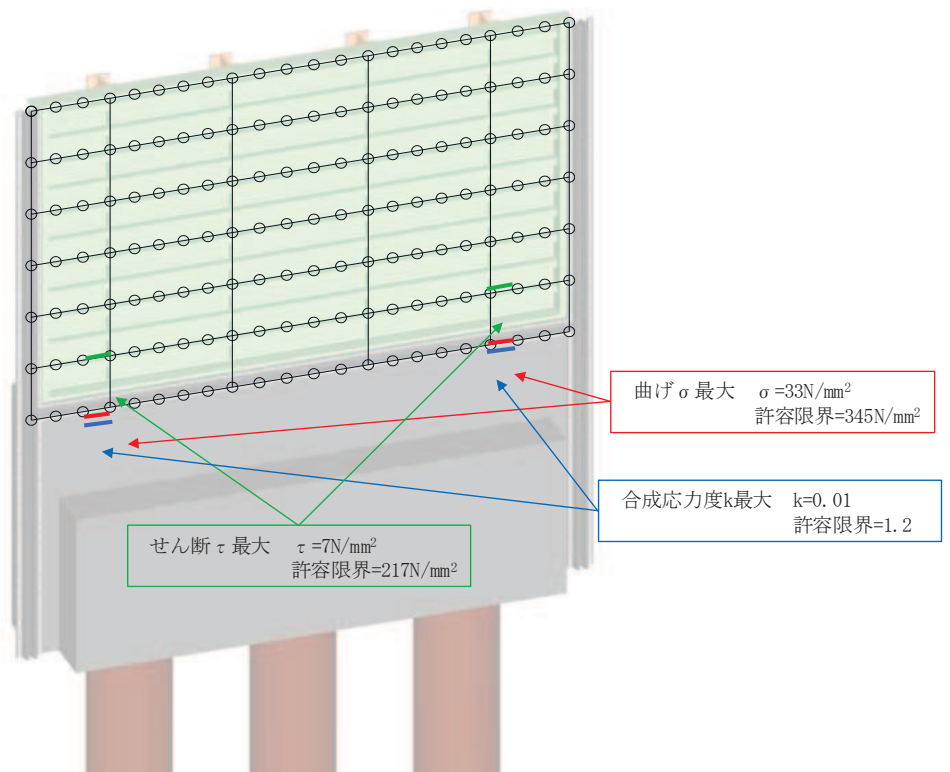 曲げσ最大 σ=33N/mm²
許容限界=345N/mm²
合成応力度k最大 k=0.01
許容限界=1.2
せん断τ最大 τ=7N/mm²
許容限界=217N/mm²